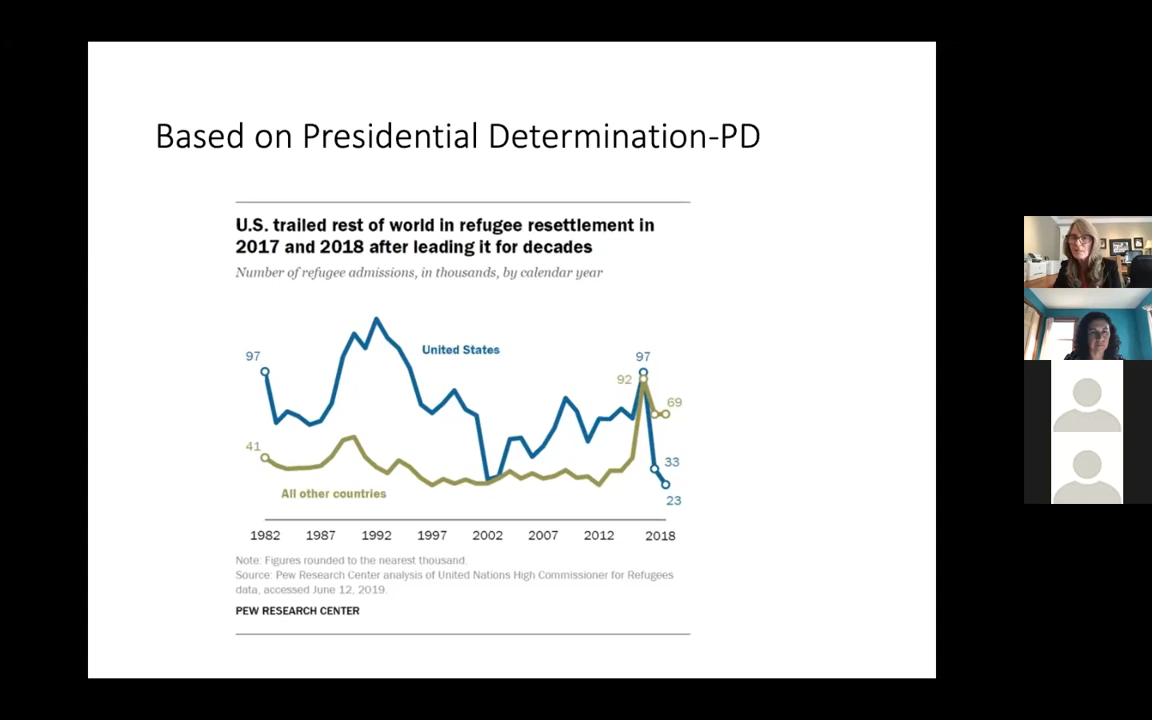 Based on Presidential Determination-PD
U.S. trailed rest of world in refugee resettlement in
2017 and 2018 after leading it for decades
Number of refugee admissions, in thousands, by calendar year
97
United States
97
92
69
41
33
All other countries
23
1982 1987 1992 1997 2002 2007 2012 2018
Note: Figures rounded to the nearest thousand.
Source: Pew Research Center analysis of United Nations High Commissioner for Refugees
data, accessed June 12, 2019.
PEW RESEARCH CENTER